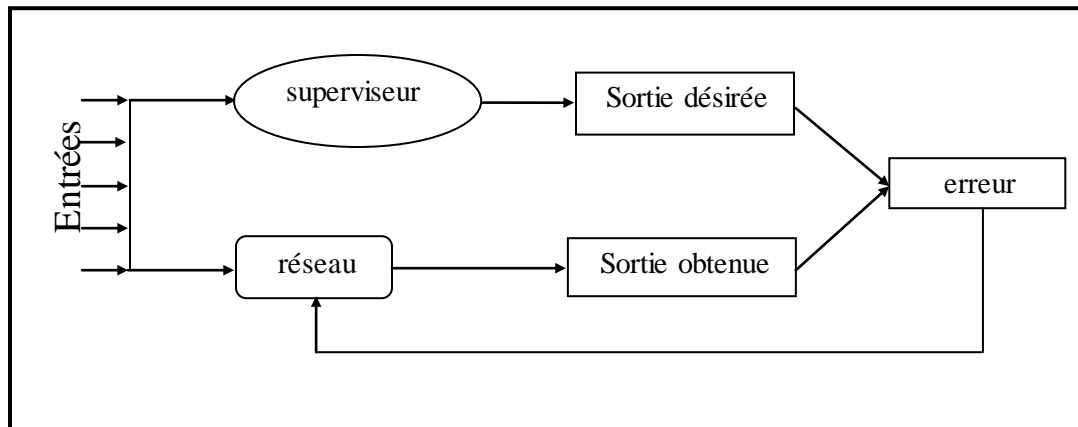 superviseur
Sortie désirée
Entrées
erreur
réseau
Sortie obtenue